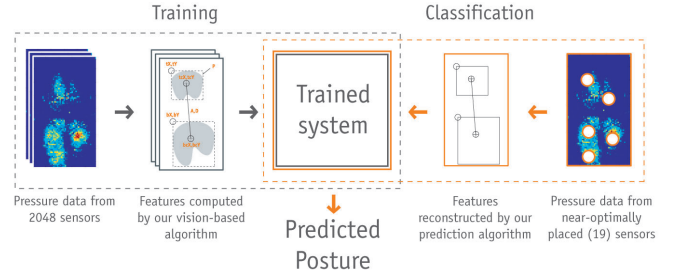 Training
Classification
Trained
system
Pressure data from
2048 sensors
Features computed
by our vision-based
algorithm
Features
reconstructed by our
prediction algorithm
Pressure data from
near-optimally
placed (19) sensors
Predicted
Posture